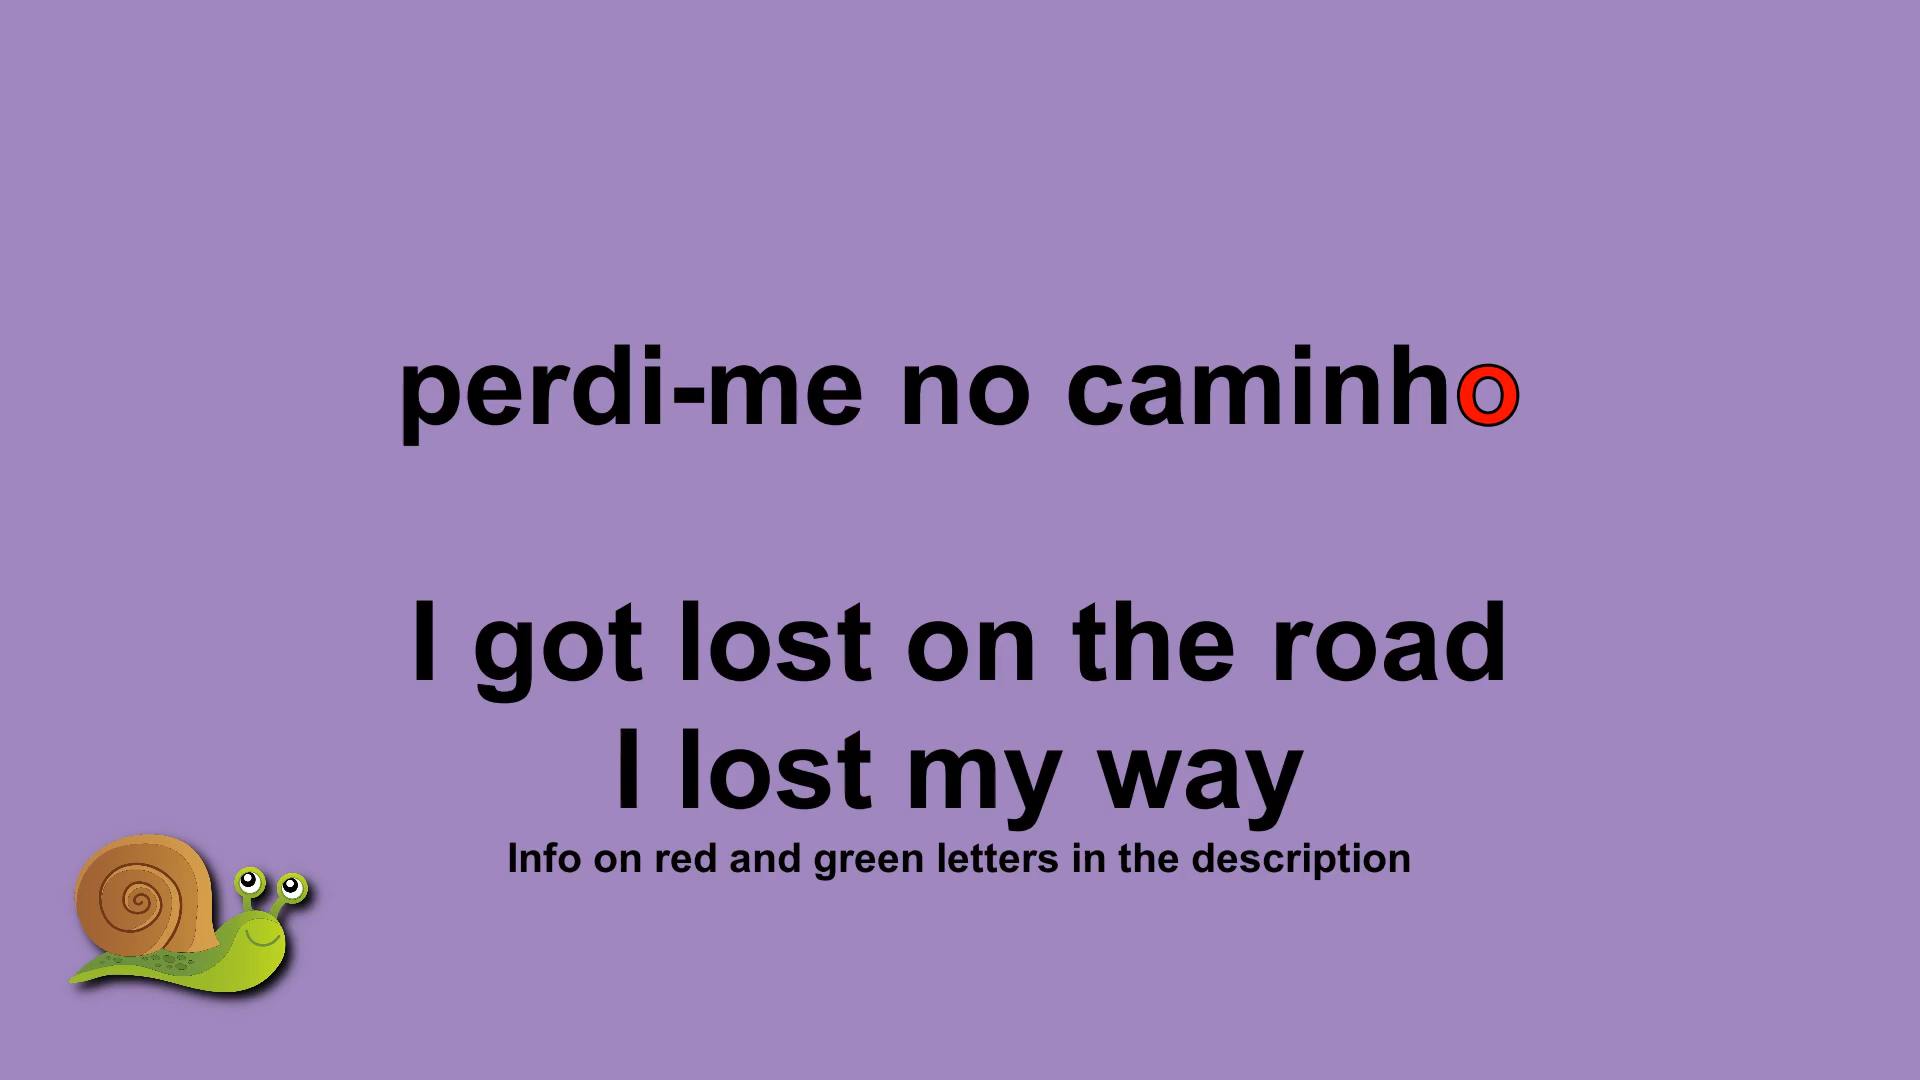 perdi-me no caminho
I got lost on the road
I lost my way
Info on red and green letters in the description